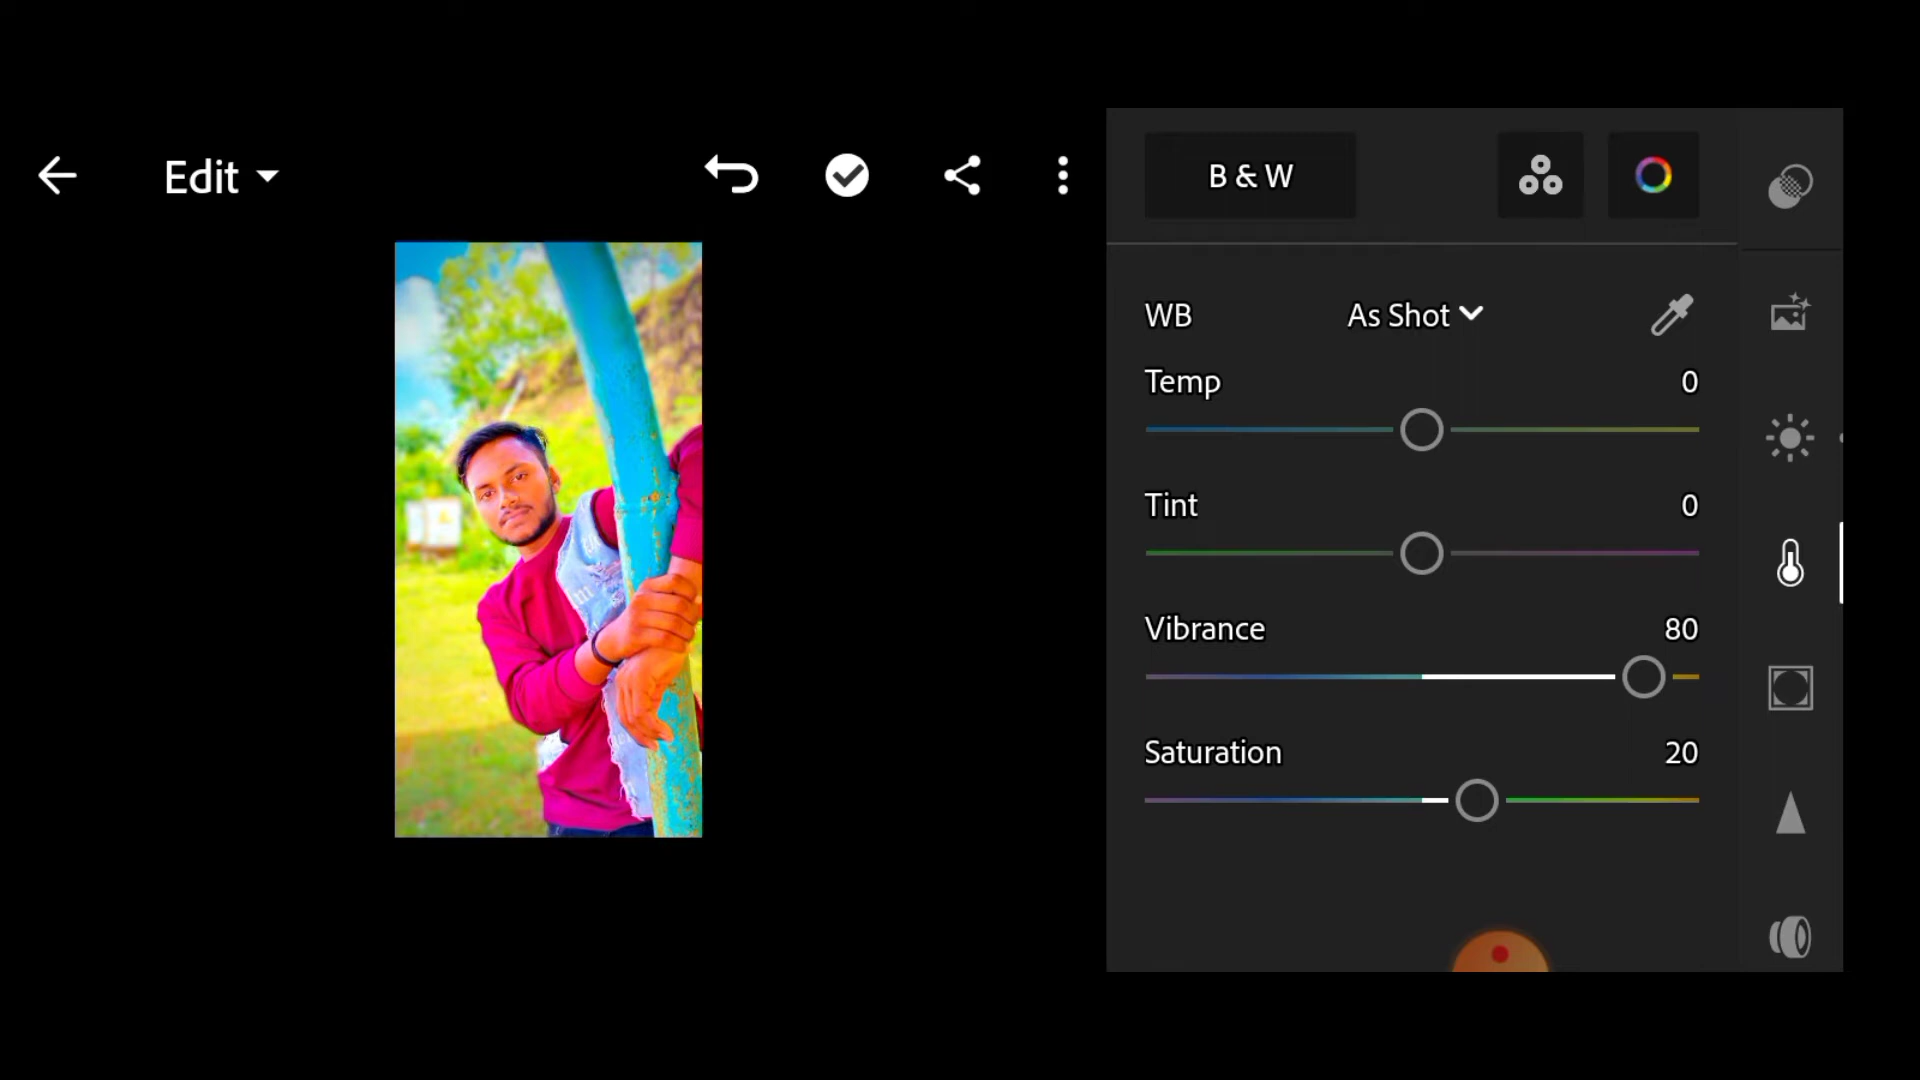 Edit
B & W
WB As Shot
Temp 0
Tint 0
Vibrance 80
Saturation 20